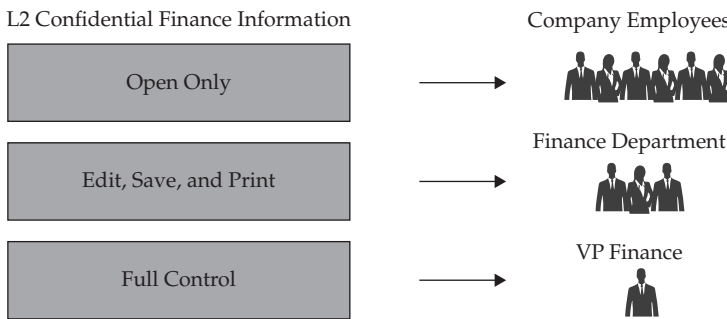 L2 Confidential Finance Information
Company Employees
Open Only
Finance Department
Edit, Save, and Print
VP Finance
Full Control